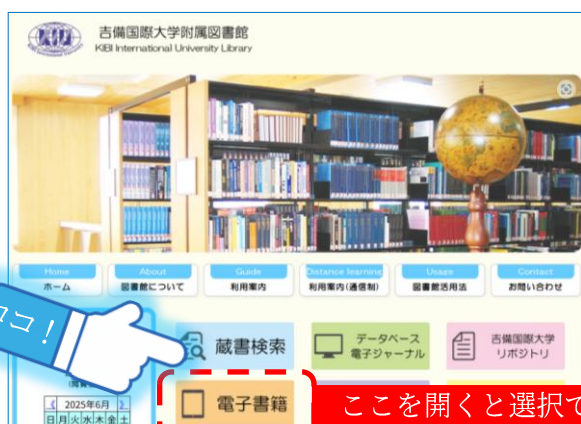 KIUI
吉備国際大学附属図書館
KIBI International University Library
Home
ホーム
About
図書館について
Guide
利用案内
Distance learning
利用案内(通信制)
Usage
図書館活用法
Contact
お問い合わせ
ココ！
蔵書検索
データベース
電子ジャーナル
吉備国際大学
リポジトリ
2025年6月
日月火水木金土
電子書籍
ここを開くと選択で